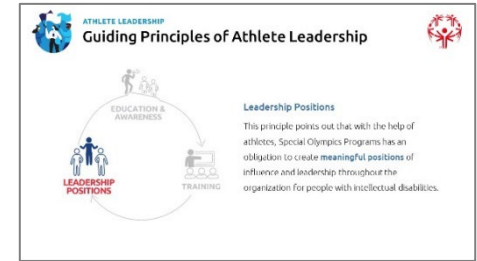 ATHLETE LEADERSHIP
Guiding Principles of Athlete Leadership
EDUCATION &
AWARENESS
LEADERSHIP
POSITIONS
TRAINING
Leadership Positions
This principle points out that with the help of
athletes, Special Olympics Programs has an
obligation to create meaningful positions of
influence and leadership throughout the
organization for people with intellectual disabilities.